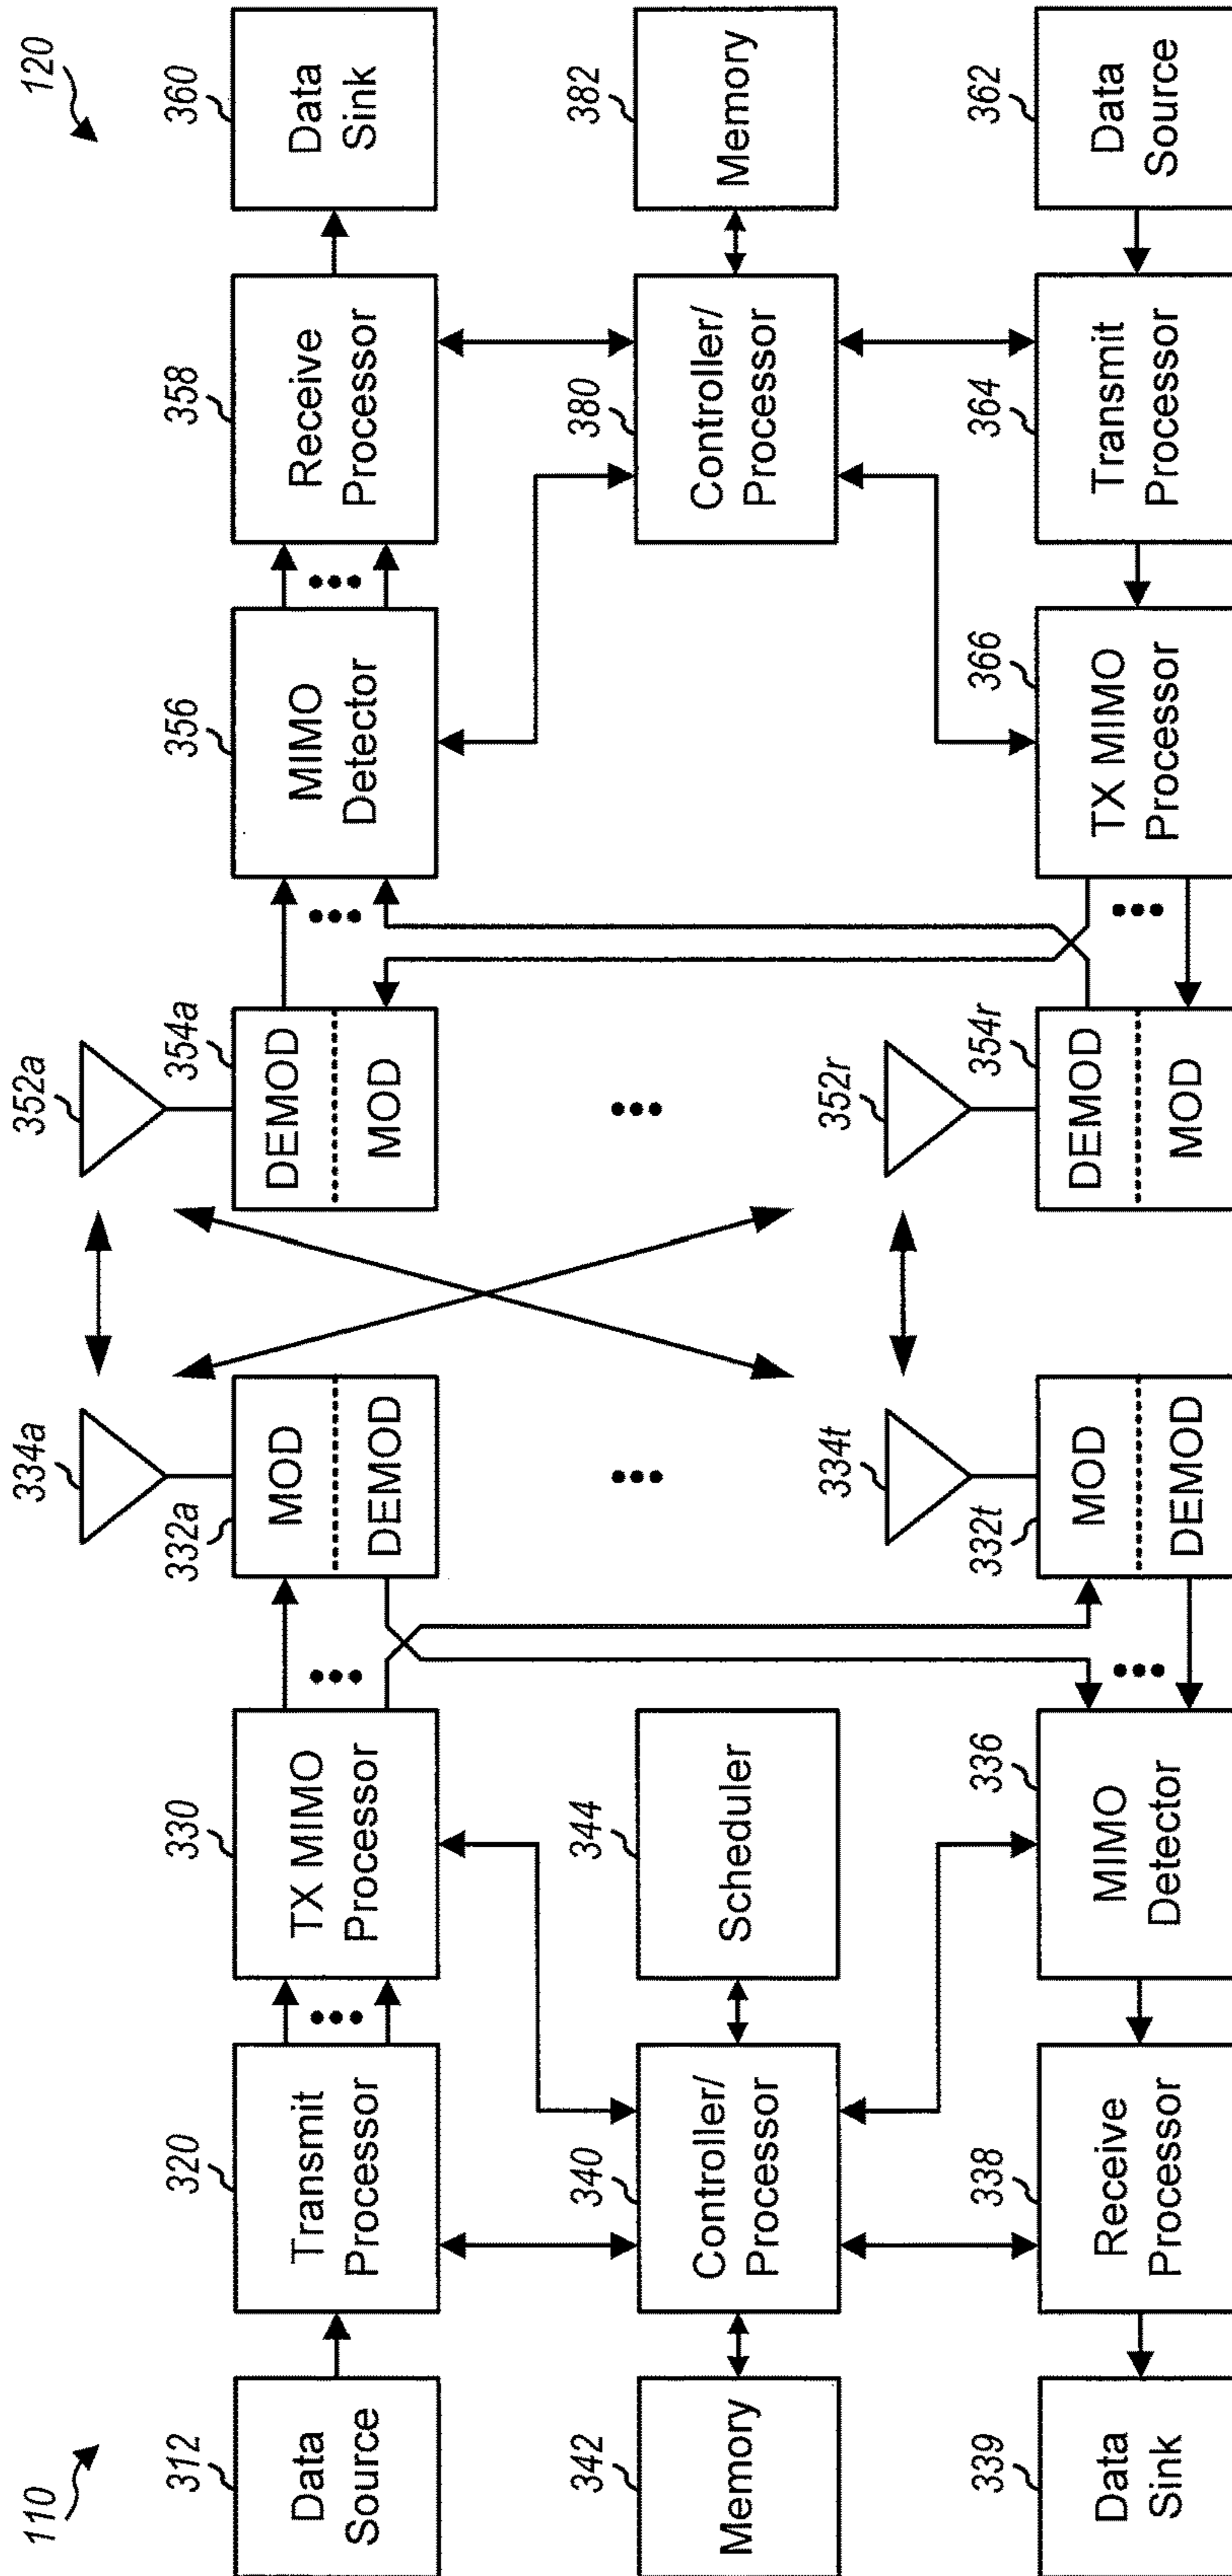 110
120
312
Data
Source
320
Transmit
Processor
330
TX MIMO
Processor
332a
MOD
DEMOD
334a
352a
354a
DEMOD
MOD
356
MIMO
Detector
358
Receive
Processor
360
Data
Sink
342
Memory
340
Controller/
Processor
344
Scheduler
380
Controller/
Processor
382
Memory
339
Data
Sink
338
Receive
Processor
336
MIMO
Detector
332t
MOD
DEMOD
334t
352r
354r
DEMOD
MOD
366
TX MIMO
Processor
364
Transmit
Processor
362
Data
Source